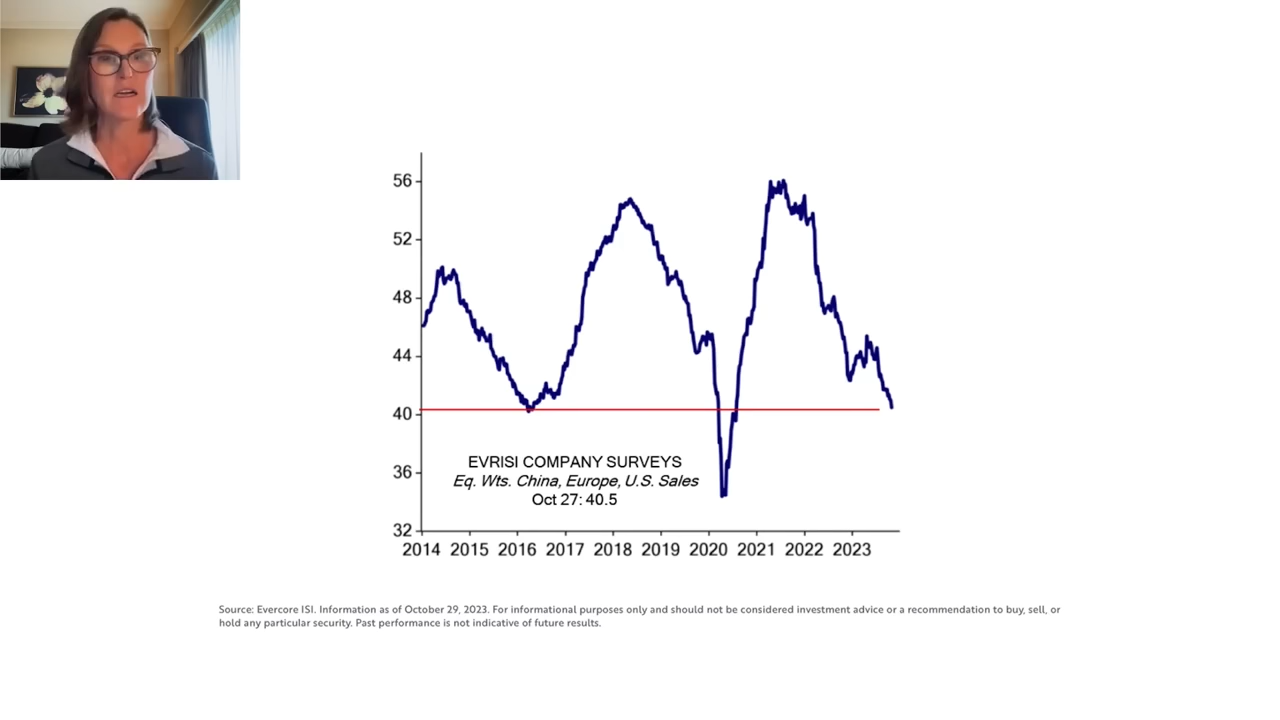 56
52
48
44
40
36
32
EVRISI COMPANY SURVEYS
Eq. Wts. China, Europe, U.S. Sales
Oct 27: 40.5
2014 2015 2016 2017 2018 2019 2020 2021 2022 2023
Source: Evercore ISI. Information as of October 29, 2023. For informational purposes only and should not be considered investment advice or a recommendation to buy, sell, or
hold any particular security. Past performance is not indicative of future results.